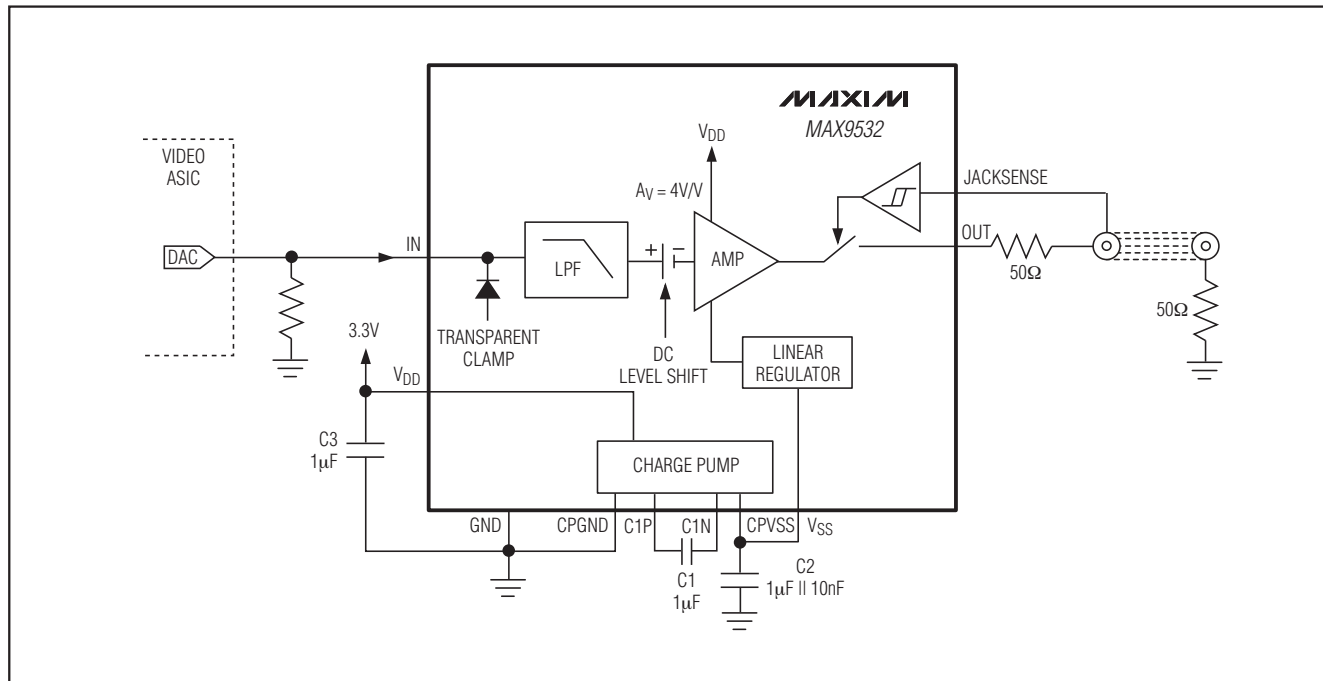 MAXIM
MAX9532
VIDEO
ASIC
DAC
IN
LPF
+ −
VDD
AV = 4V/V
AMP
JACKSENSE
OUT
50Ω
50Ω
TRANSPARENT
CLAMP
DC
LEVEL SHIFT
LINEAR
REGULATOR
3.3V
VDD
C3
1µF
CHARGE PUMP
GND
CPGND
C1P
C1N
CPVSS
VSS
C1
1µF
C2
1µF II 10nF